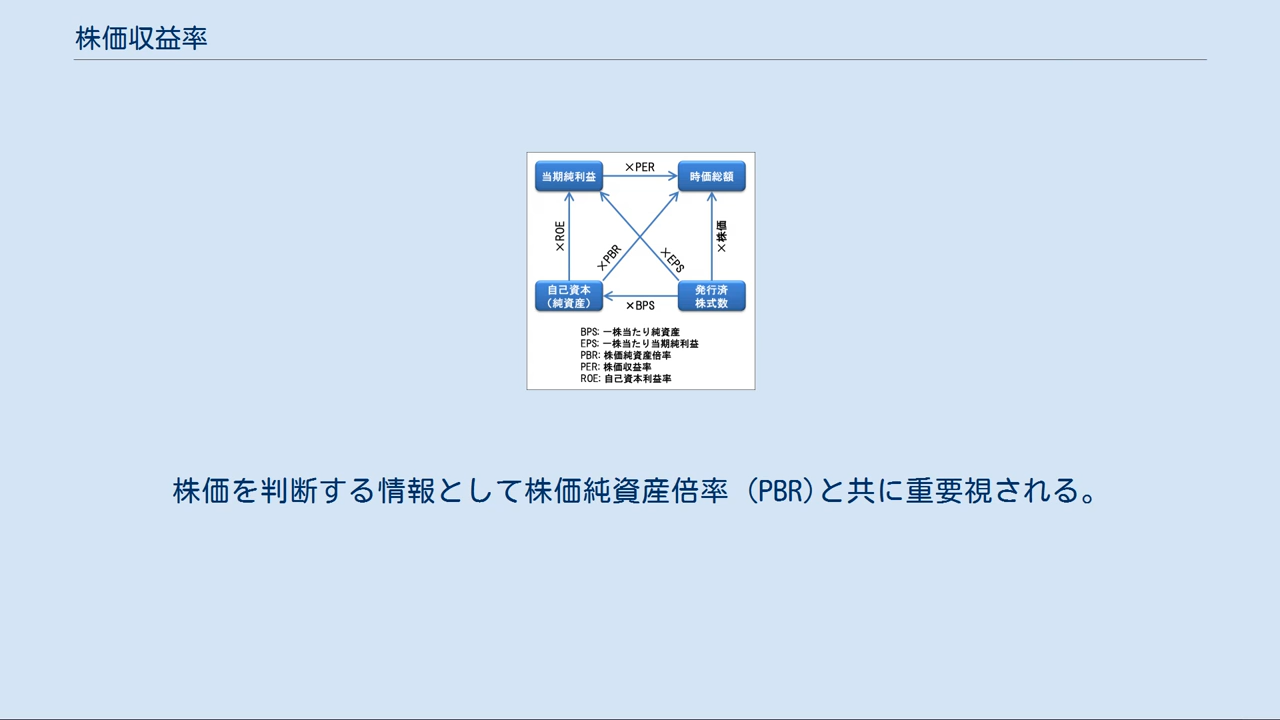 株価収益率
当期純利益
×PER
時価総額
×ROE
×PBR
×EPS
×株価
自己資本
(純資産)
×BPS
発行済
株式数
BPS: 一株当たり純資産
EPS: 一株当たり当期純利益
PBR: 株価純資産倍率
PER: 株価収益率
ROE: 自己資本利益率
株価を判断する情報として株価純資産倍率 (PBR)と共に重要視される。